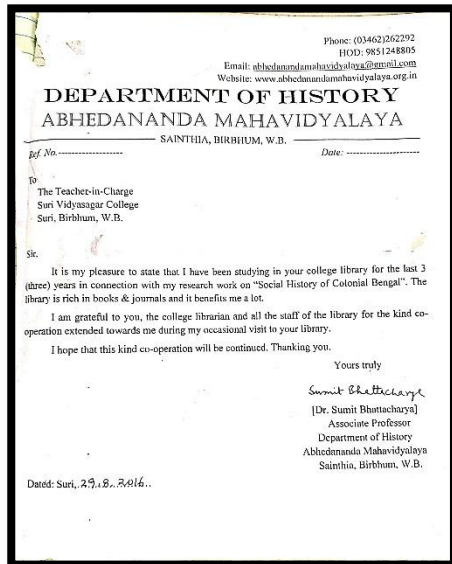 Phone: (03462)262292
HOD: 9851248805
Email: abhedanandamahavidyalaya@gmail.com
Website: www.abhedanandamahavidyalaya.org.in
DEPARTMENT OF HISTORY
ABHEDANANDA MAHAVIDYALAYA
SAINTHIA, BIRBHUM, W.B.
Ref. No.-------------------- Date: -----------------------
To
The Teacher-in-Charge
Suri Vidyasagar College
Suri, Birbhum, W.B.
Sir.
It is my pleasure to state that I have been studying in your college library for the last 3
(three) years in connection with my research work on “Social History of Colonial Bengal”. The
library is rich in books & journals and it benefits me a lot.
I am grateful to you, the college librarian and all the staff of the library for the kind co-
operation extended towards me during my occasional visit to your library.
I hope that this kind co-operation will be continued. Thanking you.
Yours truly
Sumit Bhattacharya
[Dr. Sumit Bhattacharya]
Associate Professor
Department of History
Abhedananda Mahavidyalaya
Sainthia, Birbhum, W.B.
Dated: Suri,.29.8.2016..